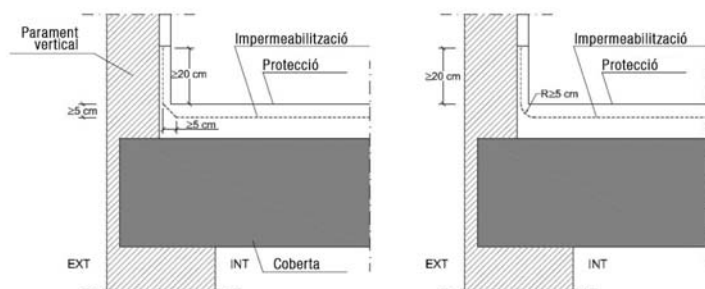 Parament
vertical
Impermeabilització
Protecció
≥20 cm
≥5 cm
≥5 cm
EXT
INT
Coberta
Impermeabilització
Protecció
≥20 cm
R≥5 cm
EXT
INT